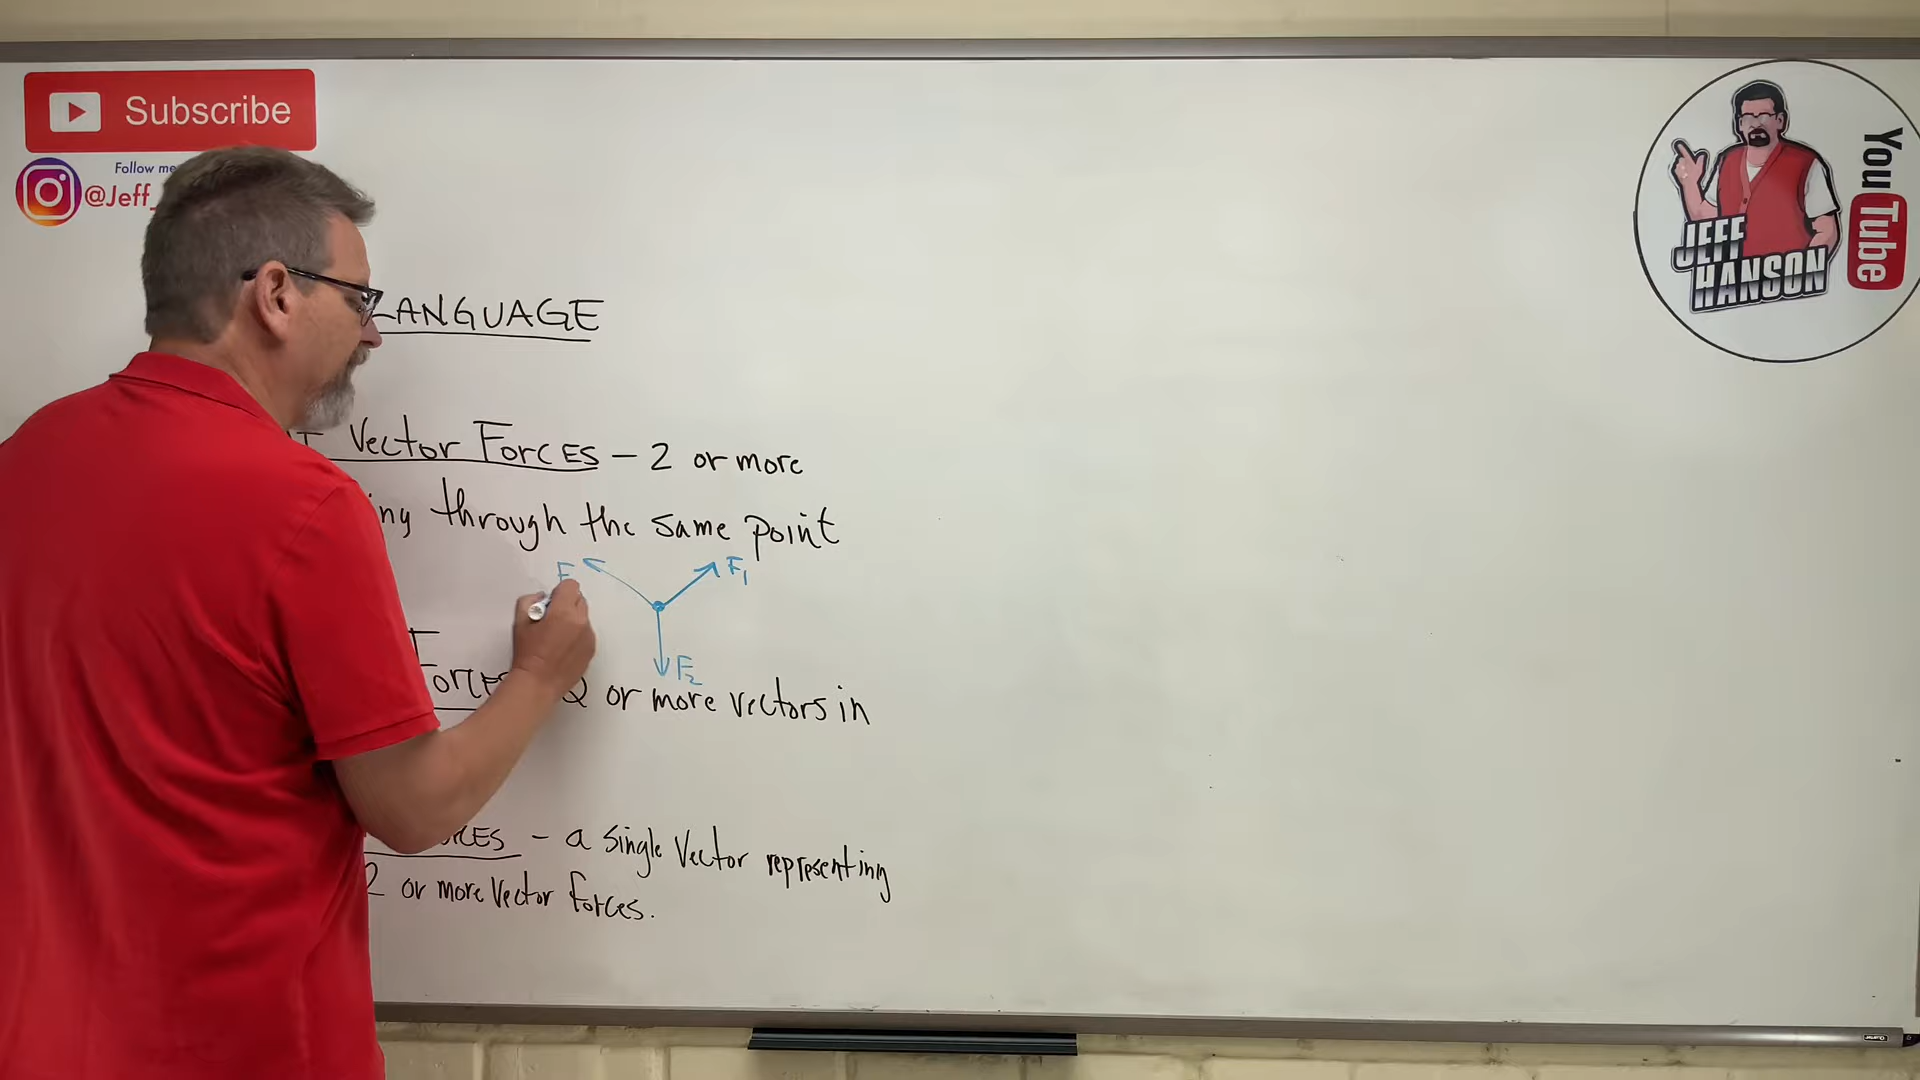 Subscribe
Follow me
@Jeff_
YouTube
JEFF
HANSON
LANGUAGE
Vector Forces - 2 or more
through the same point
F1
F
F2
or more vectors in
- a single Vector representing
2 or more Vector forces.